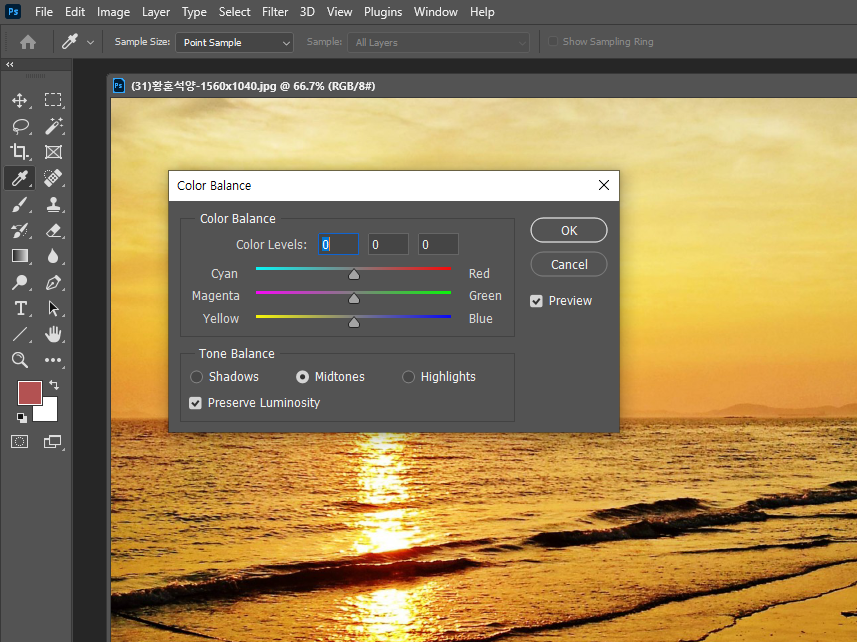 Ps File Edit Image Layer Type Select Filter 3D View Plugins Window Help
Sample Size: Point Sample Sample: All Layers Show Sampling Ring
Ps (31)황혼석양-1560x1040.jpg @ 66.7% (RGB/8#)
Color Balance
Color Balance
Color Levels: 0 0 0
Cyan Red
Magenta Green
Yellow Blue
Tone Balance
Shadows Midtones Highlights
Preserve Luminosity
OK
Cancel
Preview